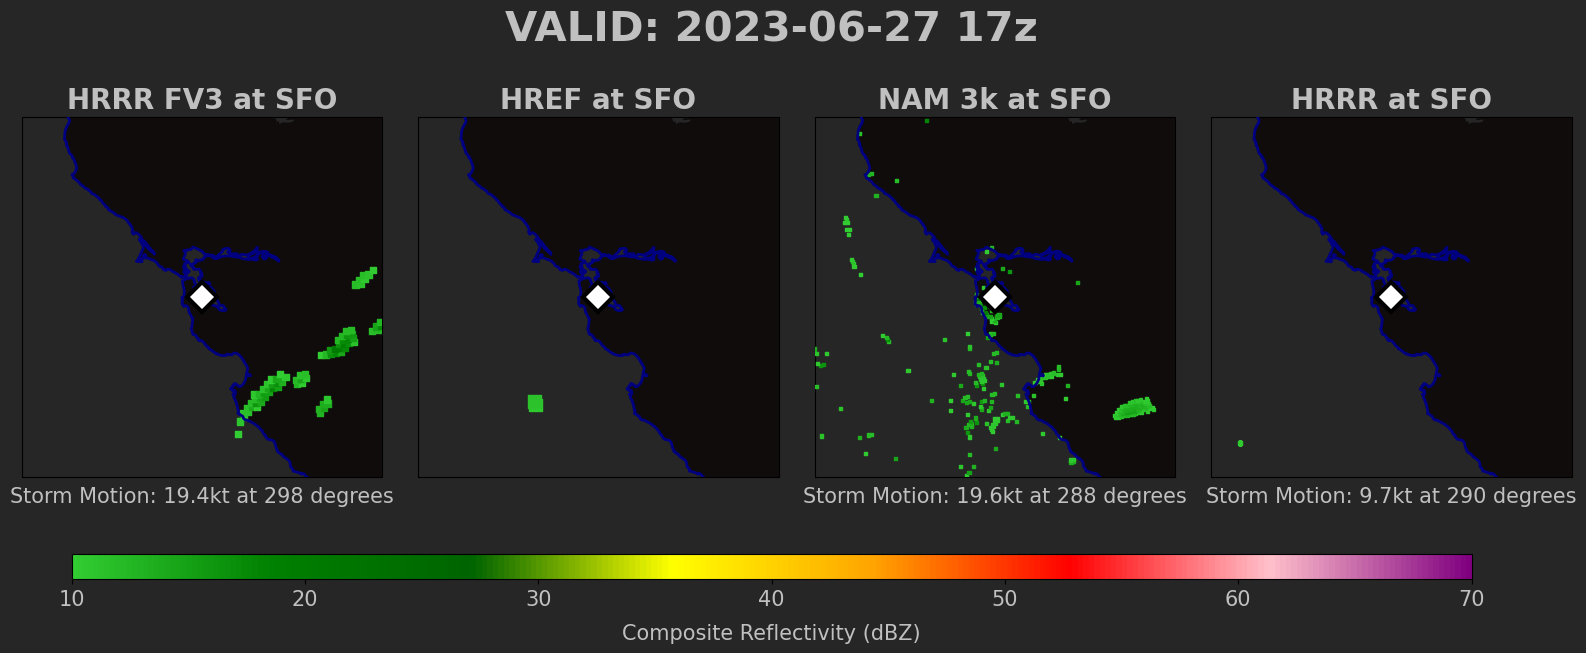 VALID: 2023-06-27 17z
HRRR FV3 at SFO
HREF at SFO
NAM 3k at SFO
HRRR at SFO
Storm Motion: 19.4kt at 298 degrees
Storm Motion: 19.6kt at 288 degrees
Storm Motion: 9.7kt at 290 degrees
10 20 30 40 50 60 70
Composite Reflectivity (dBZ)